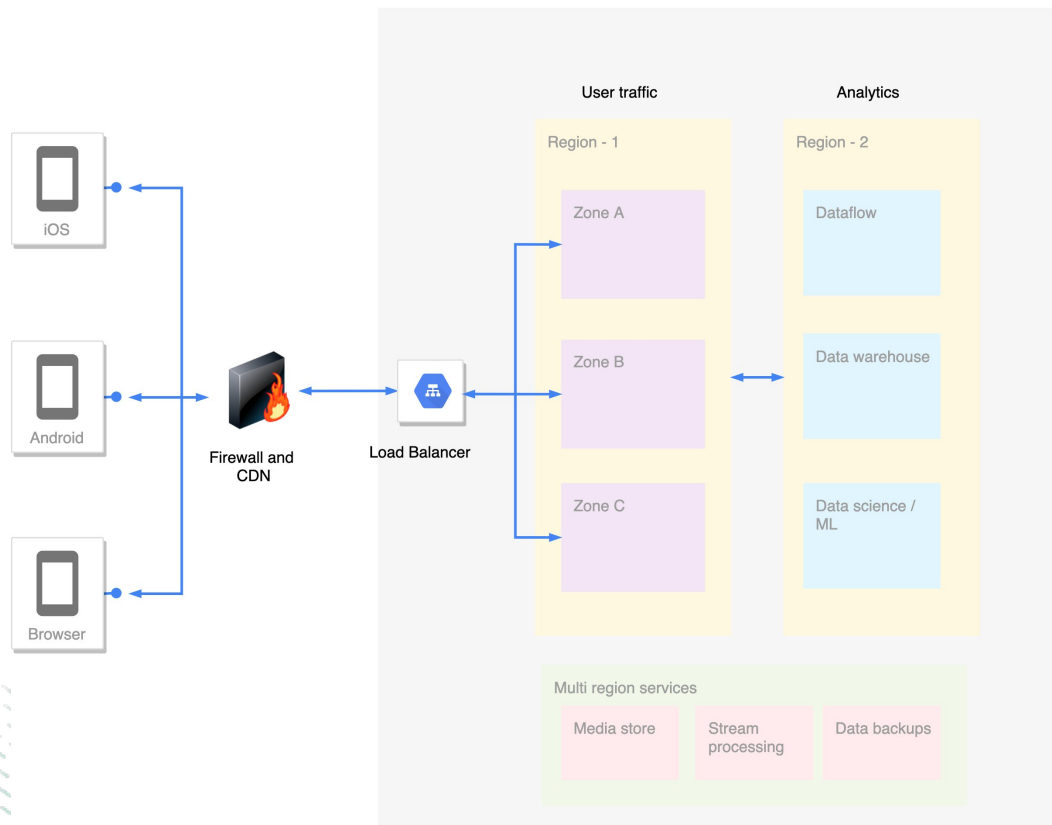 User traffic
Analytics
Region - 1
Region - 2
iOS
Zone A
Dataflow
Android
Firewall and
CDN
Load Balancer
Zone B
Data warehouse
Zone C
Data science /
ML
Browser
Multi region services
Media store
Stream
processing
Data backups